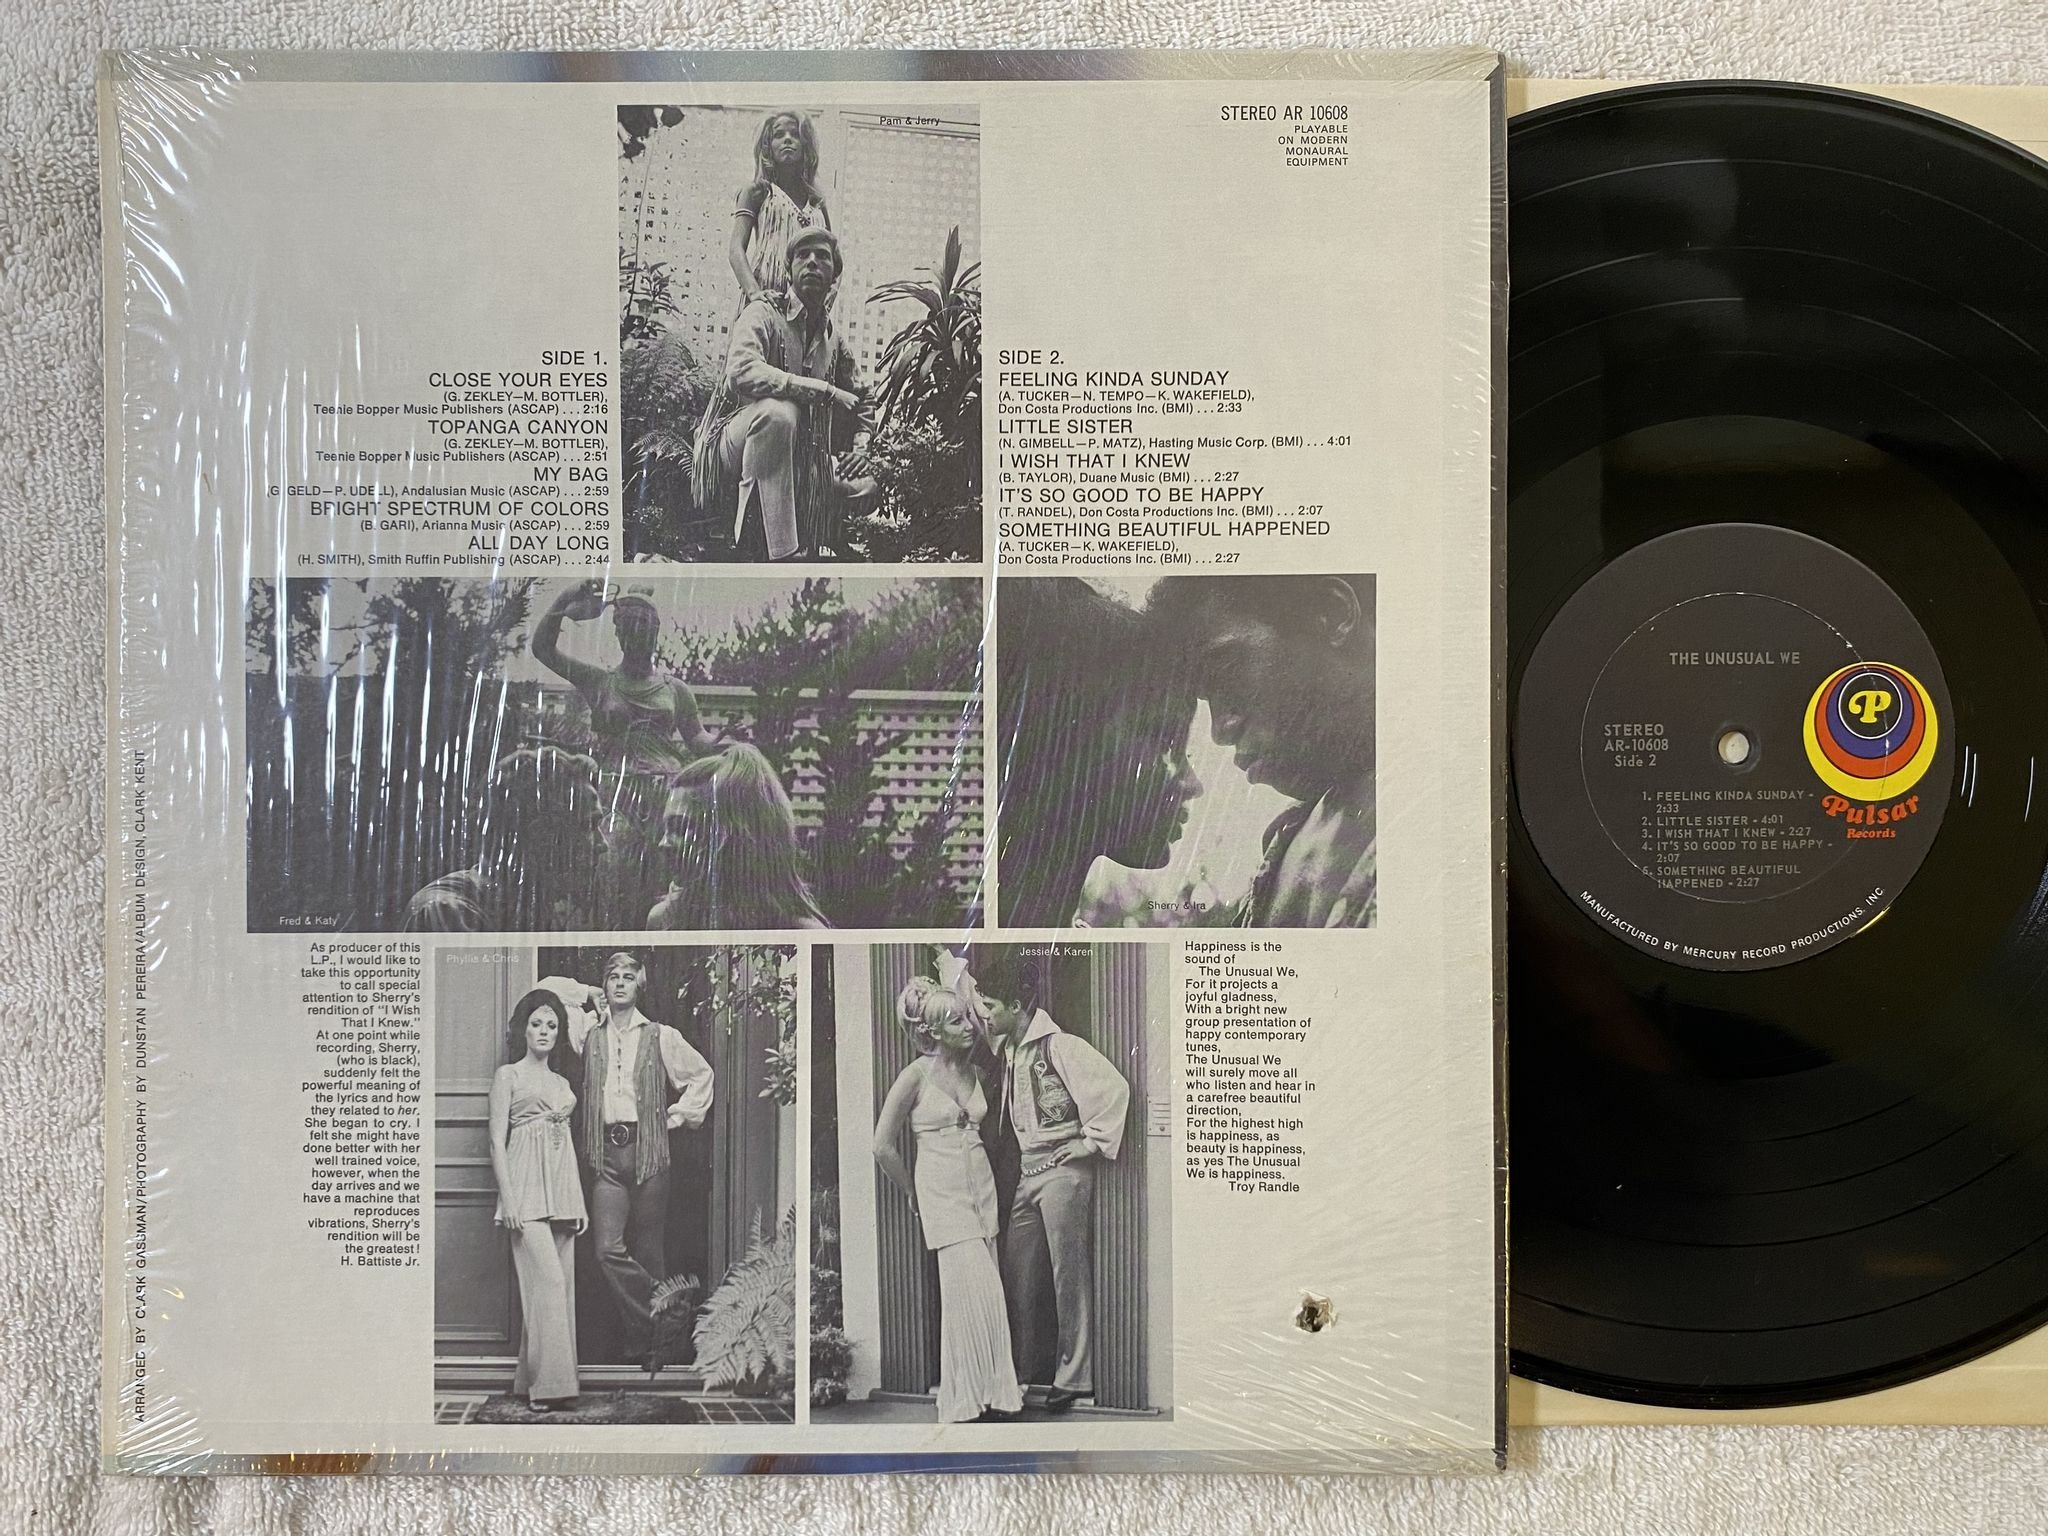 Pam & Jerry
STEREO AR 10608
PLAYABLE
ON MODERN
MONAURAL
EQUIPMENT
SIDE 1.
CLOSE YOUR EYES
(G. ZEKLEY—M. BOTTLER),
Teenie Bopper Music Publishers (ASCAP) . . . 2:16
TOPANGA CANYON
(G. ZEKLEY—M. BOTTLER),
Teenie Bopper Music Publishers (ASCAP) . . . 2:51
MY BAG
(G. GELD—P. UDELL), Andalusian Music (ASCAP) . . . 2:59
BRIGHT SPECTRUM OF COLORS
(B. GARI), Arianna Music (ASCAP) . . . 2:59
ALL DAY LONG
(H. SMITH), Smith Ruffin Publishing (ASCAP) . . . 2:44
SIDE 2.
FEELING KINDA SUNDAY
(A. TUCKER—N. TEMPO—K. WAKEFIELD),
Don Costa Productions Inc. (BMI) . . . 2:33
LITTLE SISTER
(N. GIMBELL—P. MATZ), Hasting Music Corp. (BMI) . . . 4:01
I WISH THAT I KNEW
(B. TAYLOR), Duane Music (BMI) . . . 2:27
IT'S SO GOOD TO BE HAPPY
(T. RANDEL), Don Costa Productions Inc. (BMI) . . . 2:07
SOMETHING BEAUTIFUL HAPPENED
(A. TUCKER—K. WAKEFIELD),
Don Costa Productions Inc. (BMI) . . . 2:27
Fred & Katy
Sherry & Ira
As producer of this
L.P., I would like to
take this opportunity
to call special
attention to Sherry's
rendition of "I Wish
That I Knew."
At one point while
recording, Sherry,
(who is black),
suddenly felt the
powerful meaning of
the lyrics and how
they related to her.
She began to cry. I
felt she might have
done better with her
well trained voice,
however, when the
day arrives and we
have a machine that
reproduces
vibrations, Sherry's
rendition will be
the greatest!
H. Battiste Jr.
Phyllis & Chris
Jessie & Karen
Happiness is the
sound of
The Unusual We,
For it projects a
joyful gladness,
With a bright new
group presentation of
happy contemporary
tunes,
The Unusual We
will surely move all
who listen and hear in
a carefree beautiful
direction,
For the highest high
is happiness, as
beauty is happiness,
as yes The Unusual
We is happiness.
Troy Randle
ARRANGED BY CLARK GASSMAN/PHOTOGRAPHY BY DUNSTAN PEREIRA/ALBUM DESIGN, CLARK KENT
THE UNUSUAL WE
STEREO
AR-10608
Side 2
P
Pulsar
Records
1. FEELING KINDA SUNDAY -
2:33
2. LITTLE SISTER - 4:01
3. I WISH THAT I KNEW - 2:27
4. IT'S SO GOOD TO BE HAPPY -
2:07
5. SOMETHING BEAUTIFUL
HAPPENED - 2:27
MANUFACTURED BY MERCURY RECORD PRODUCTIONS, INC.